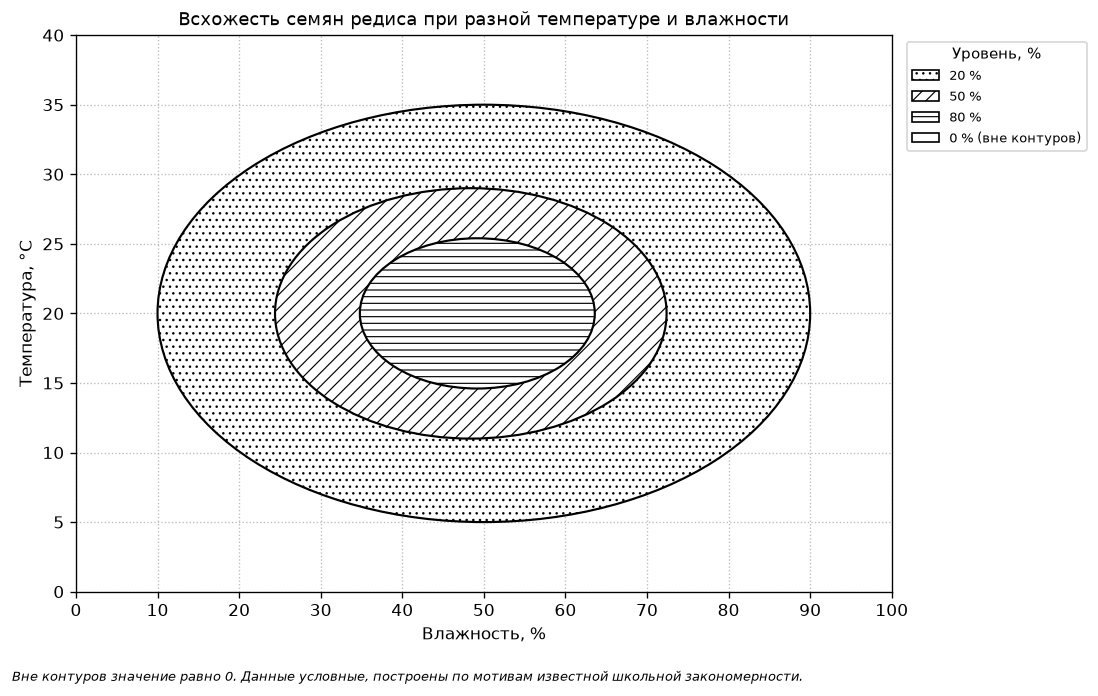 Всхожесть семян редиса при разной температуре и влажности
Уровень, %
20 %
50 %
80 %
0 % (вне контуров)
Температура, °C
40
35
30
25
20
15
10
5
0
0 10 20 30 40 50 60 70 80 90 100
Влажность, %
Вне контуров значение равно 0. Данные условные, построены по мотивам известной школьной закономерности.